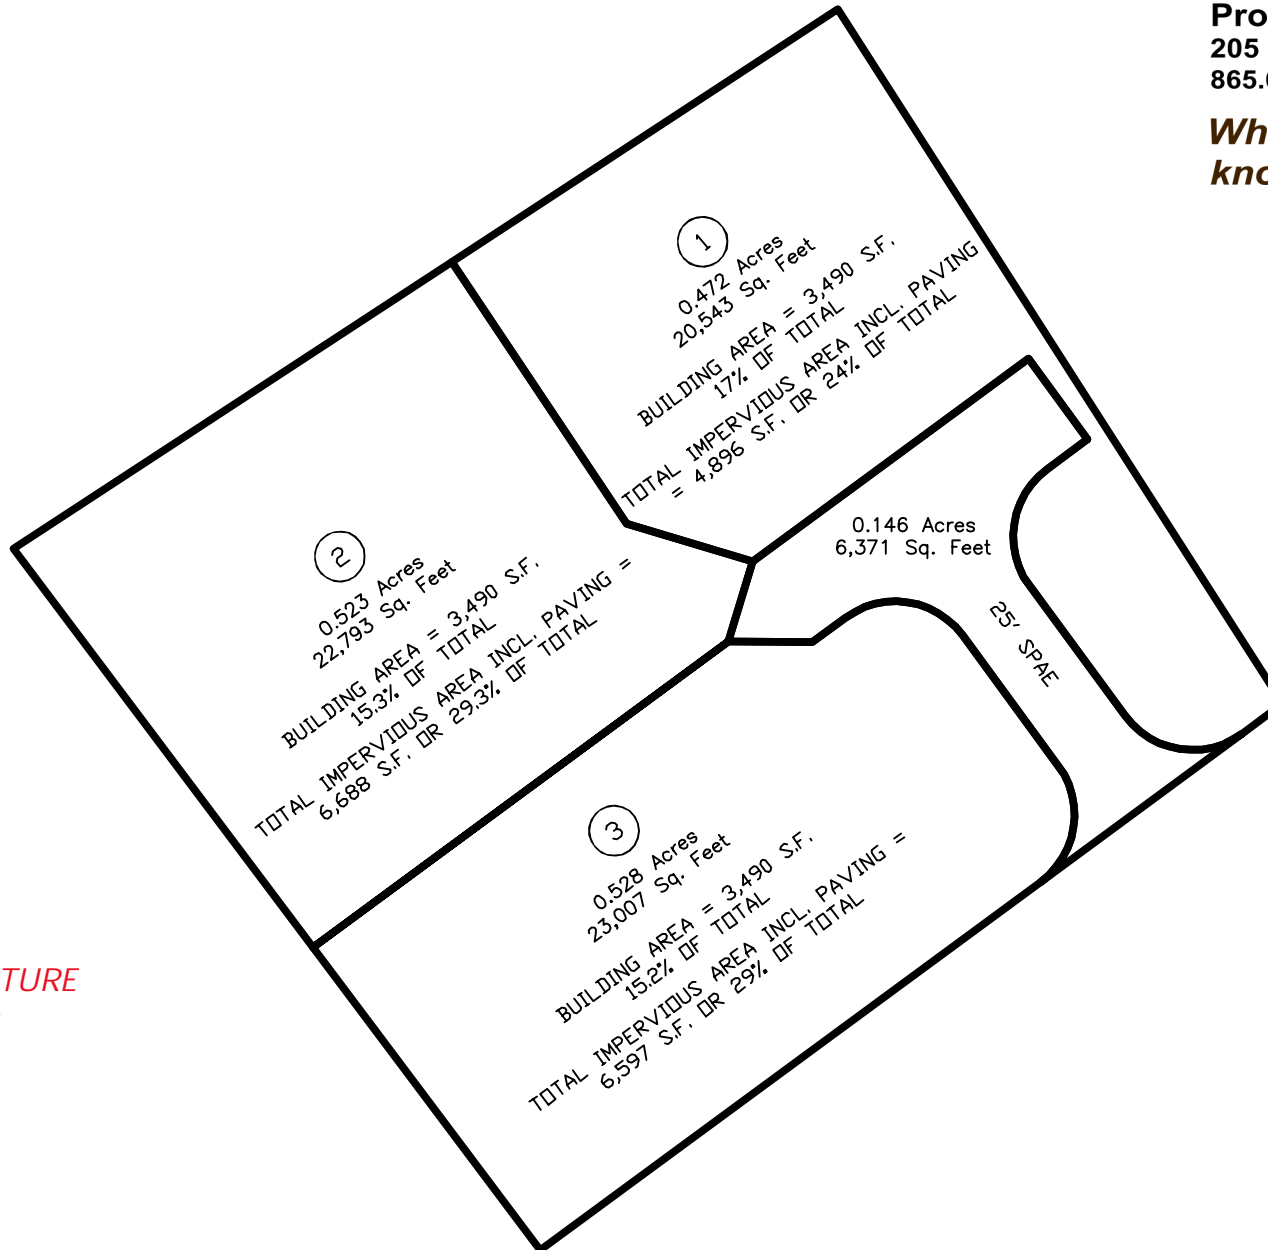 Pro
205
865.
Wh
kno
1
0.472 Acres
20,543 Sq. Feet
BUILDING AREA = 3,490 S.F.
17% OF TOTAL
TOTAL IMPERVIOUS AREA INCL. PAVING
= 4,896 S.F. OR 24% OF TOTAL
0.146 Acres
6,371 Sq. Feet
25' SPAE
2
0.523 Acres
22,793 Sq. Feet
BUILDING AREA = 3,490 S.F.
15.3% OF TOTAL
TOTAL IMPERVIOUS AREA INCL. PAVING =
6,688 S.F. OR 29.3% OF TOTAL
3
0.528 Acres
23,007 Sq. Feet
BUILDING AREA = 3,490 S.F.
15.2% OF TOTAL
TOTAL IMPERVIOUS AREA INCL. PAVING =
6,597 S.F. OR 29% OF TOTAL
TURE